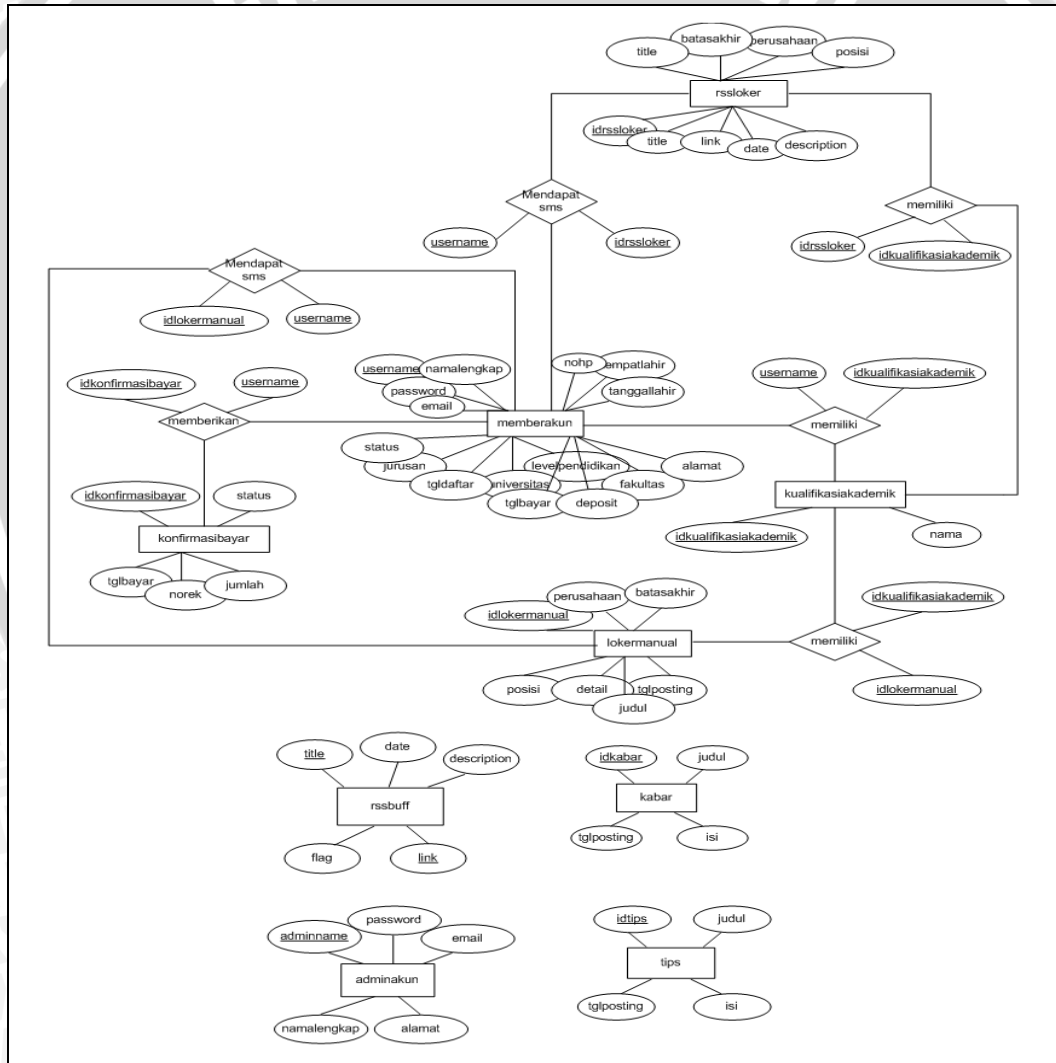 batasakhir
perusahaan
title
posisi
rssloker
idrssloker
title
link
date
description
Mendapat
sms
memiliki
username
idrssloker
idrssloker
idkualifikasiakademik
Mendapat
sms
idlokermanual
username
nohp
empatlahir
username
namalengkap
password
email
tanggallahir
username
idkualifikasiakademik
idkonfirmasibayar
username
memberikan
memberakun
memiliki
status
jurusan
tgldaftar
universitas
levelpendidikan
fakultas
alamat
tglbayar
deposit
idkonfirmasibayar
status
konfirmasibayar
tglbayar
norek
jumlah
kualifikasiakademik
idkualifikasiakademik
nama
perusahaan
batasakhir
idlokermanual
lokermanual
idkualifikasiakademik
memiliki
idlokermanual
posisi
detail
tglposting
judul
title
date
description
rssbuff
flag
link
idkabar
judul
kabar
tglposting
isi
adminname
password
email
adminakun
namalengkap
alamat
idtips
judul
tips
tglposting
isi